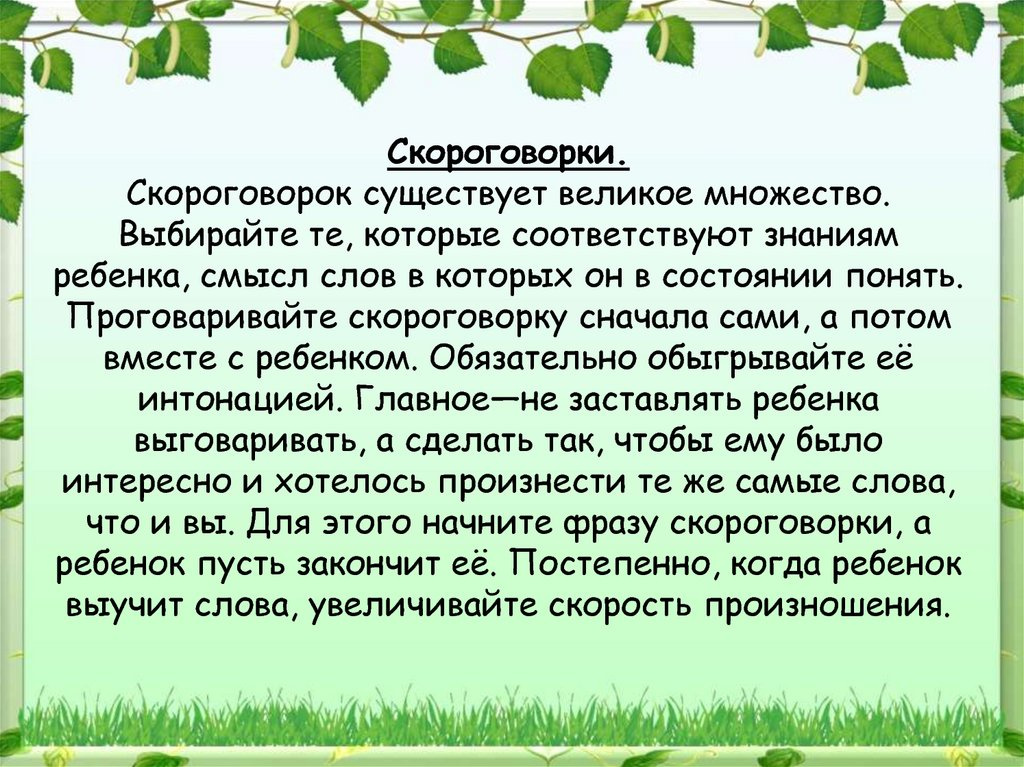 Скороговорки.
Скороговорок существует великое множество.
Выбирайте те, которые соответствуют знаниям
ребенка, смысл слов в которых он в состоянии понять.
Проговаривайте скороговорку сначала сами, а потом
вместе с ребенком. Обязательно обыгрывайте её
интонацией. Главное—не заставлять ребенка
выговаривать, а сделать так, чтобы ему было
интересно и хотелось произнести те же самые слова,
что и вы. Для этого начните фразу скороговорки, а
ребенок пусть закончит её. Постепенно, когда ребенок
выучит слова, увеличивайте скорость произношения.